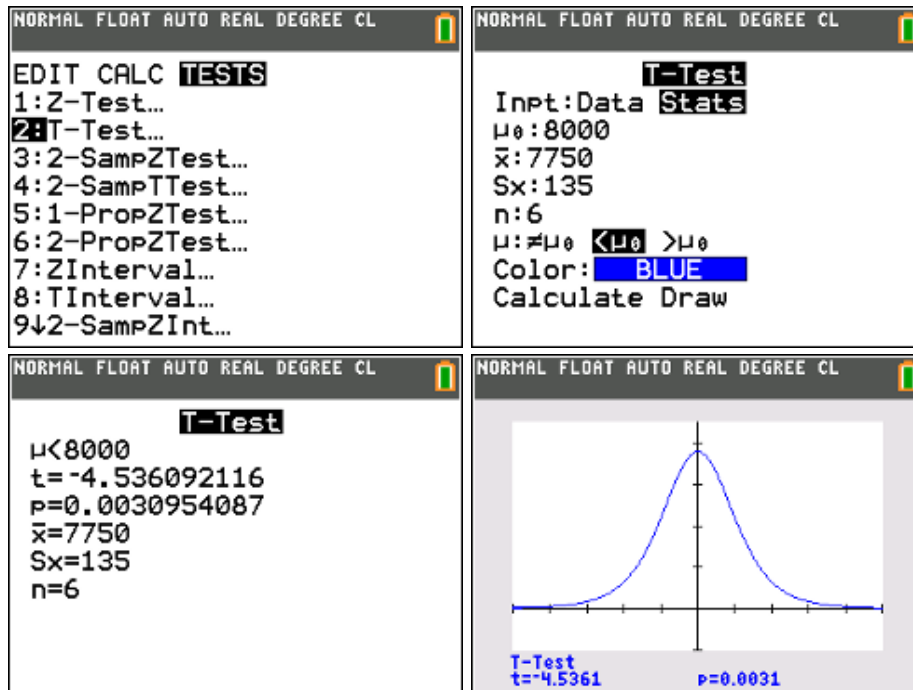 NORMAL FLOAT AUTO REAL DEGREE CL
EDIT CALC TESTS
1:Z-Test…
2:T-Test…
3:2-SampZTest…
4:2-SampTTest…
5:1-PropZTest…
6:2-PropZTest…
7:ZInterval…
8:TInterval…
9↓2-SampZInt…
NORMAL FLOAT AUTO REAL DEGREE CL
T-Test
Inpt:Data Stats
μ₀:8000
x̄:7750
Sx:135
n:6
μ:≠μ₀ <μ₀ >μ₀
Color: BLUE
Calculate Draw
NORMAL FLOAT AUTO REAL DEGREE CL
T-Test
μ<8000
t=-4.536092116
p=0.0030954087
x̄=7750
Sx=135
n=6
NORMAL FLOAT AUTO REAL DEGREE CL
T-Test
t=-4.5361 p=0.0031